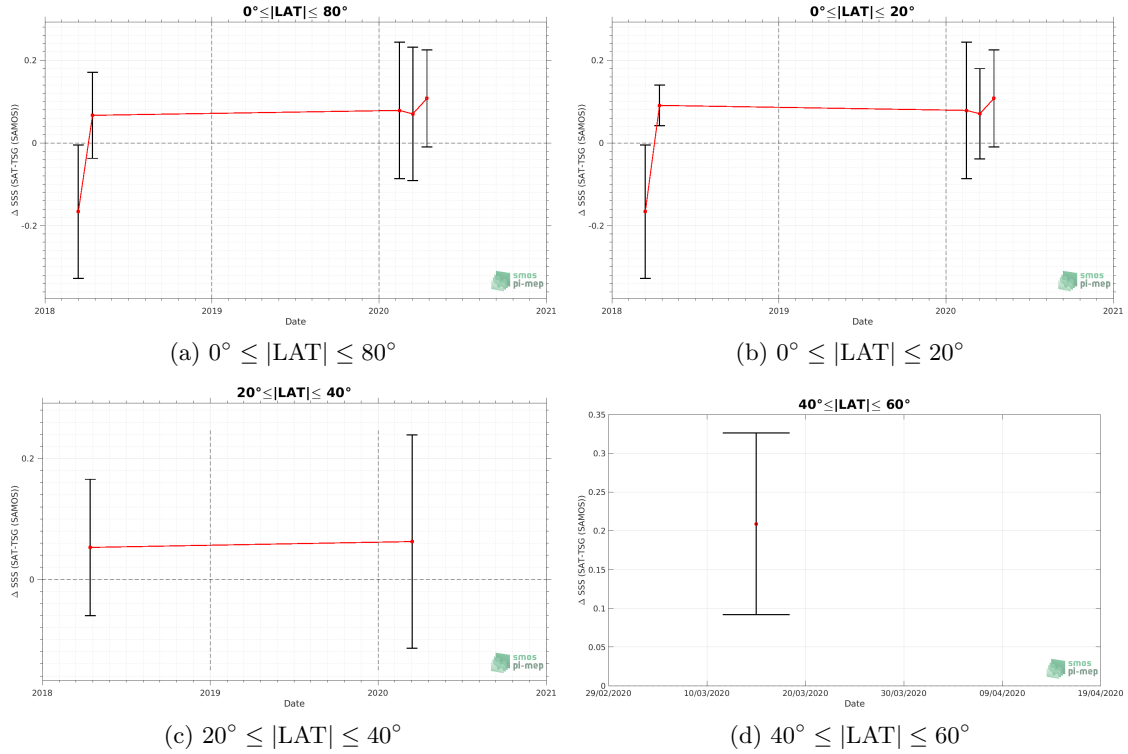 0°≤|LAT|≤ 80°
Δ SSS (SAT-TSG (SAMOS))
0.2
0
-0.2
2018
2019
2020
2021
Date
smos
pi-mep
(a) 0° ≤ |LAT| ≤ 80°
0°≤|LAT|≤ 20°
Δ SSS (SAT-TSG (SAMOS))
0.2
0
-0.2
2018
2019
2020
2021
Date
smos
pi-mep
(b) 0° ≤ |LAT| ≤ 20°
20°≤|LAT|≤ 40°
Δ SSS (SAT-TSG (SAMOS))
0.2
0
2018
2019
2020
2021
Date
smos
pi-mep
(c) 20° ≤ |LAT| ≤ 40°
40°≤|LAT|≤ 60°
Δ SSS (SAT-TSG (SAMOS))
0.35
0.3
0.25
0.2
0.15
0.1
0.05
0
29/02/2020
10/03/2020
20/03/2020
30/03/2020
09/04/2020
19/04/2020
Date
smos
pi-mep
(d) 40° ≤ |LAT| ≤ 60°